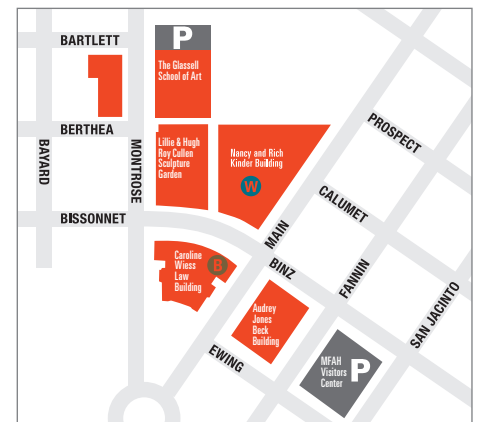 P
BARTLETT
The Glassell
School of Art
BERTHEA
BAYARD
MONTROSE
Lillie & Hugh
Roy Cullen
Sculpture
Garden
Nancy and Rich
Kinder Building
W
PROSPECT
CALUMET
BISSONNET
MAIN
BINZ
FANNIN
SAN JACINTO
Caroline
Wiess
Law
Building
B
Audrey
Jones
Beck
Building
EWING
MFAH
Visitors
Center
P